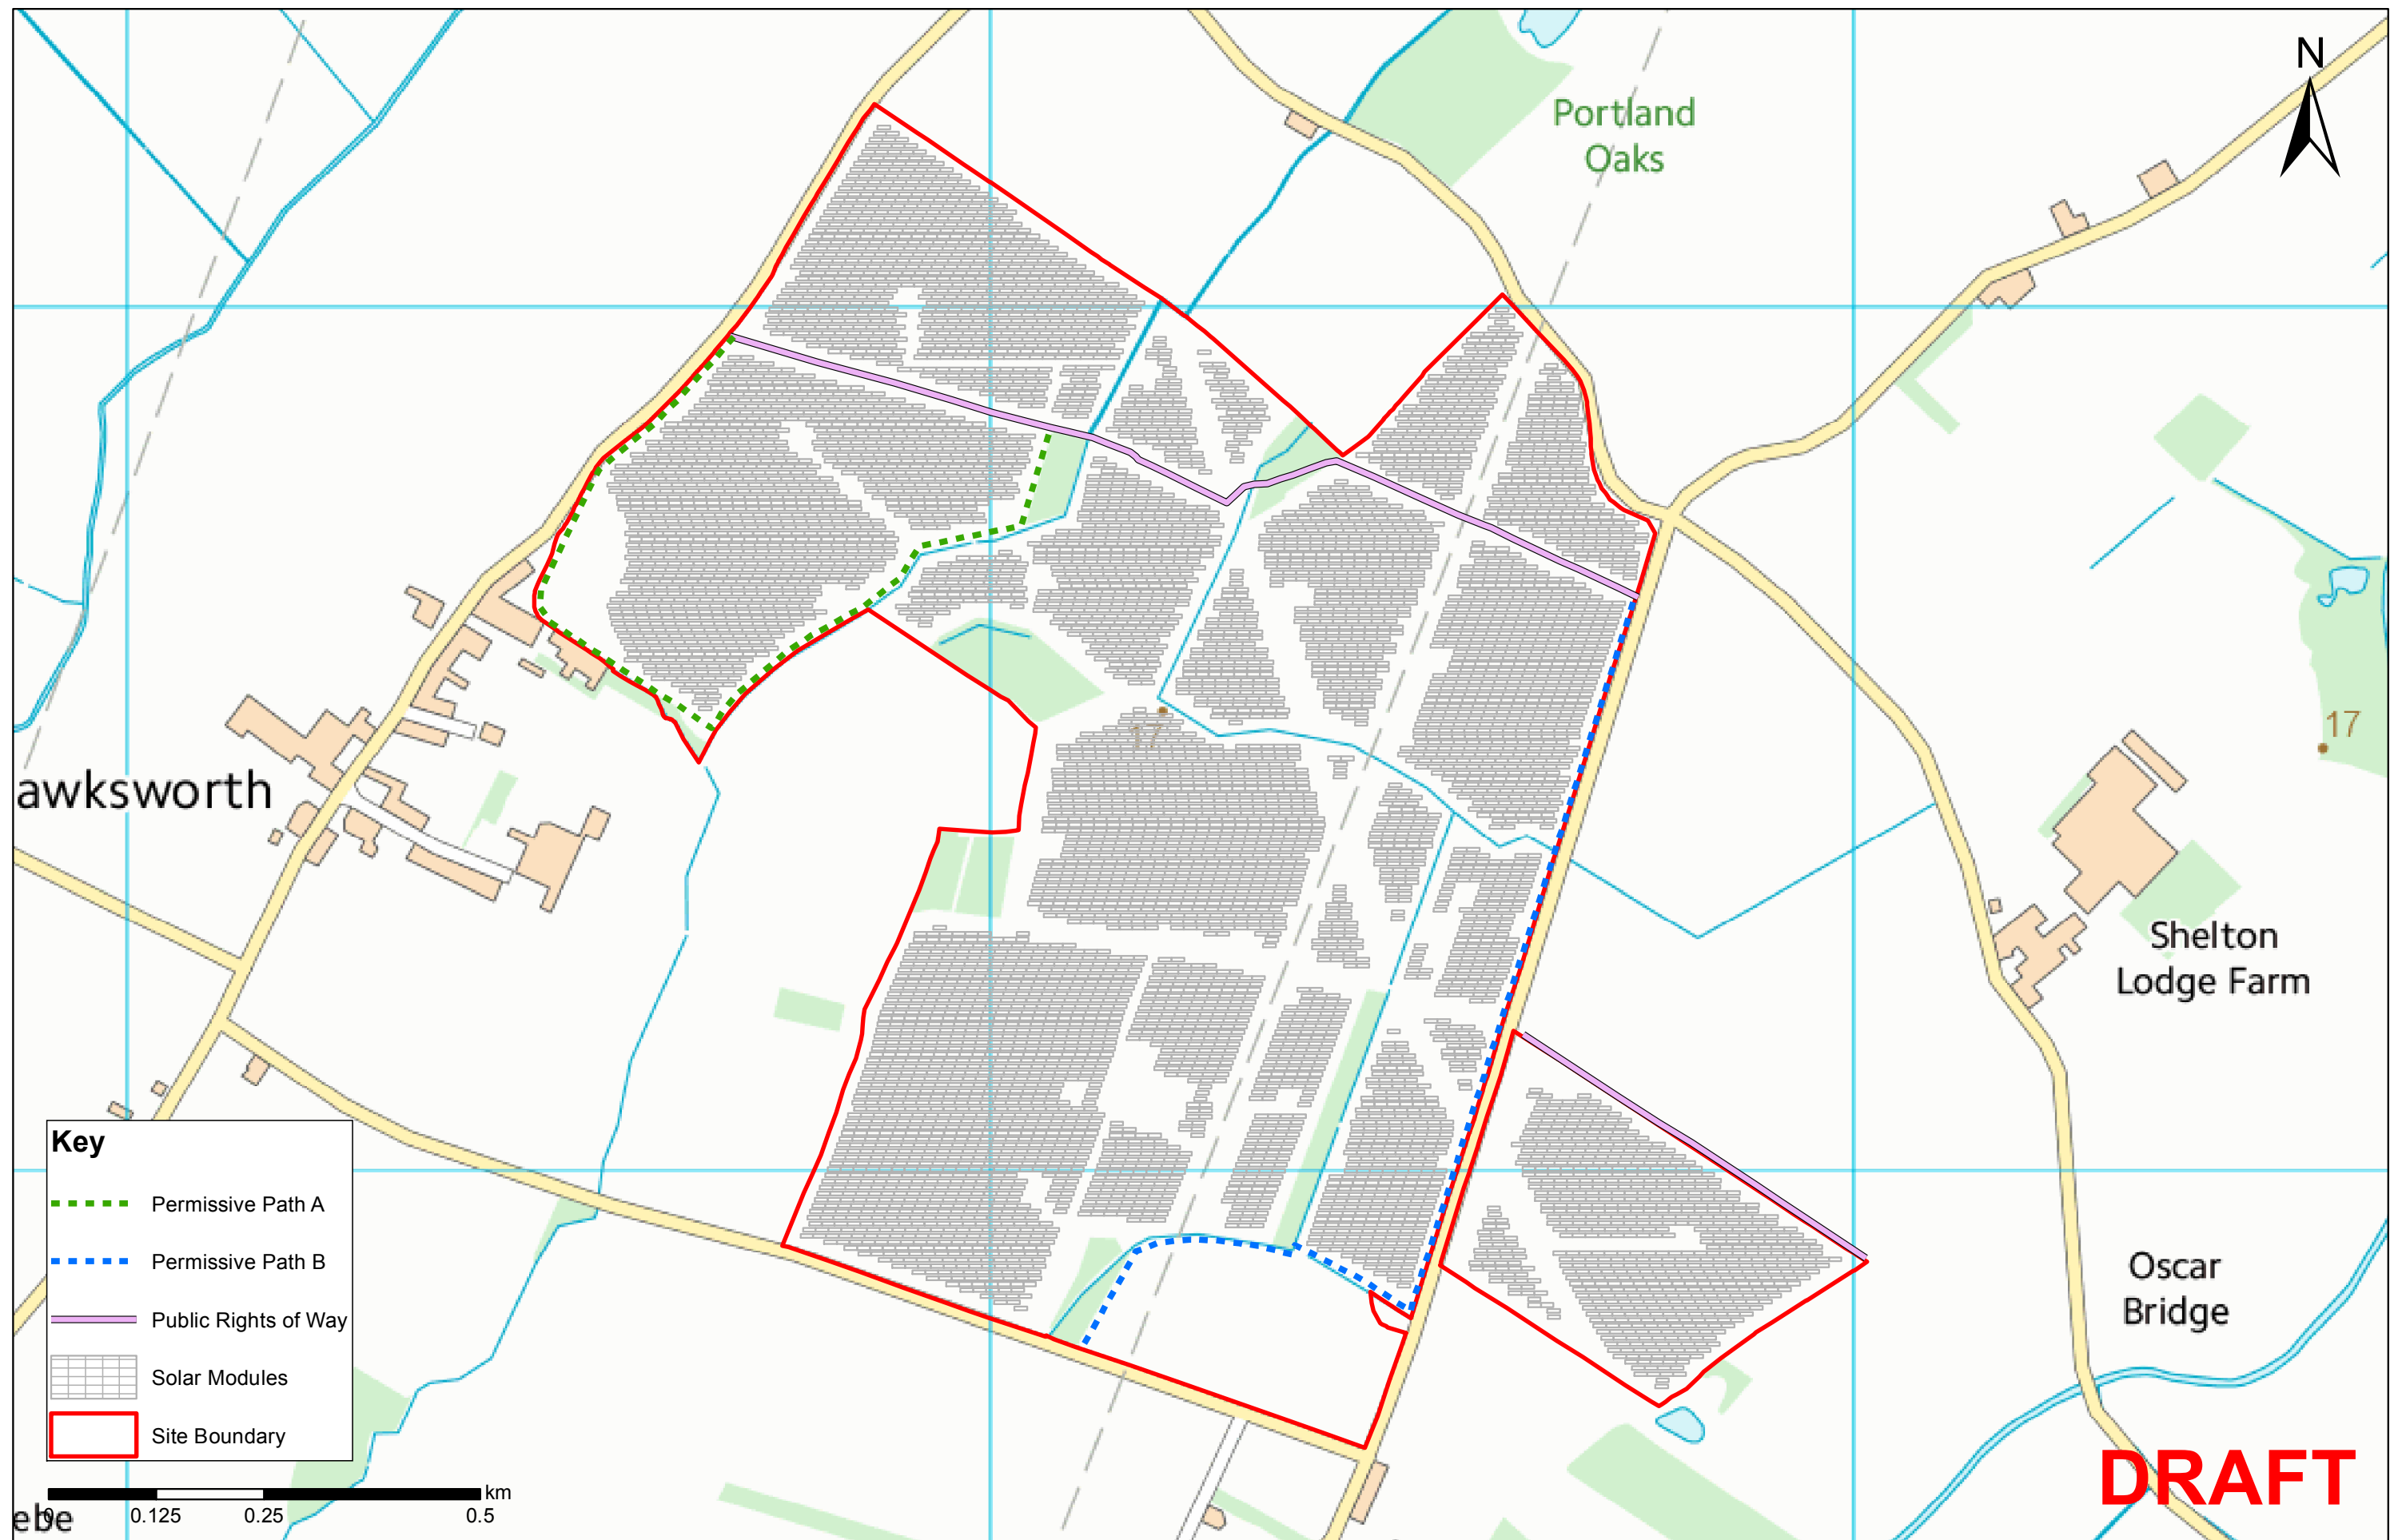 N
Portland
Oaks
17
17
awksworth
Shelton
Lodge Farm
Oscar
Bridge
Key
Permissive Path A
Permissive Path B
Public Rights of Way
Solar Modules
Site Boundary
km
0 0.125 0.25 0.5
ebe
DRAFT